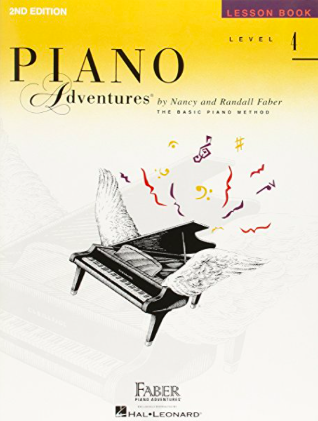 2ND EDITION
LESSON BOOK
LEVEL 4
PIANO
Adventures®
by Nancy and Randall Faber
THE BASIC PIANO METHOD
FABER
PIANO ADVENTURES
HAL•LEONARD®